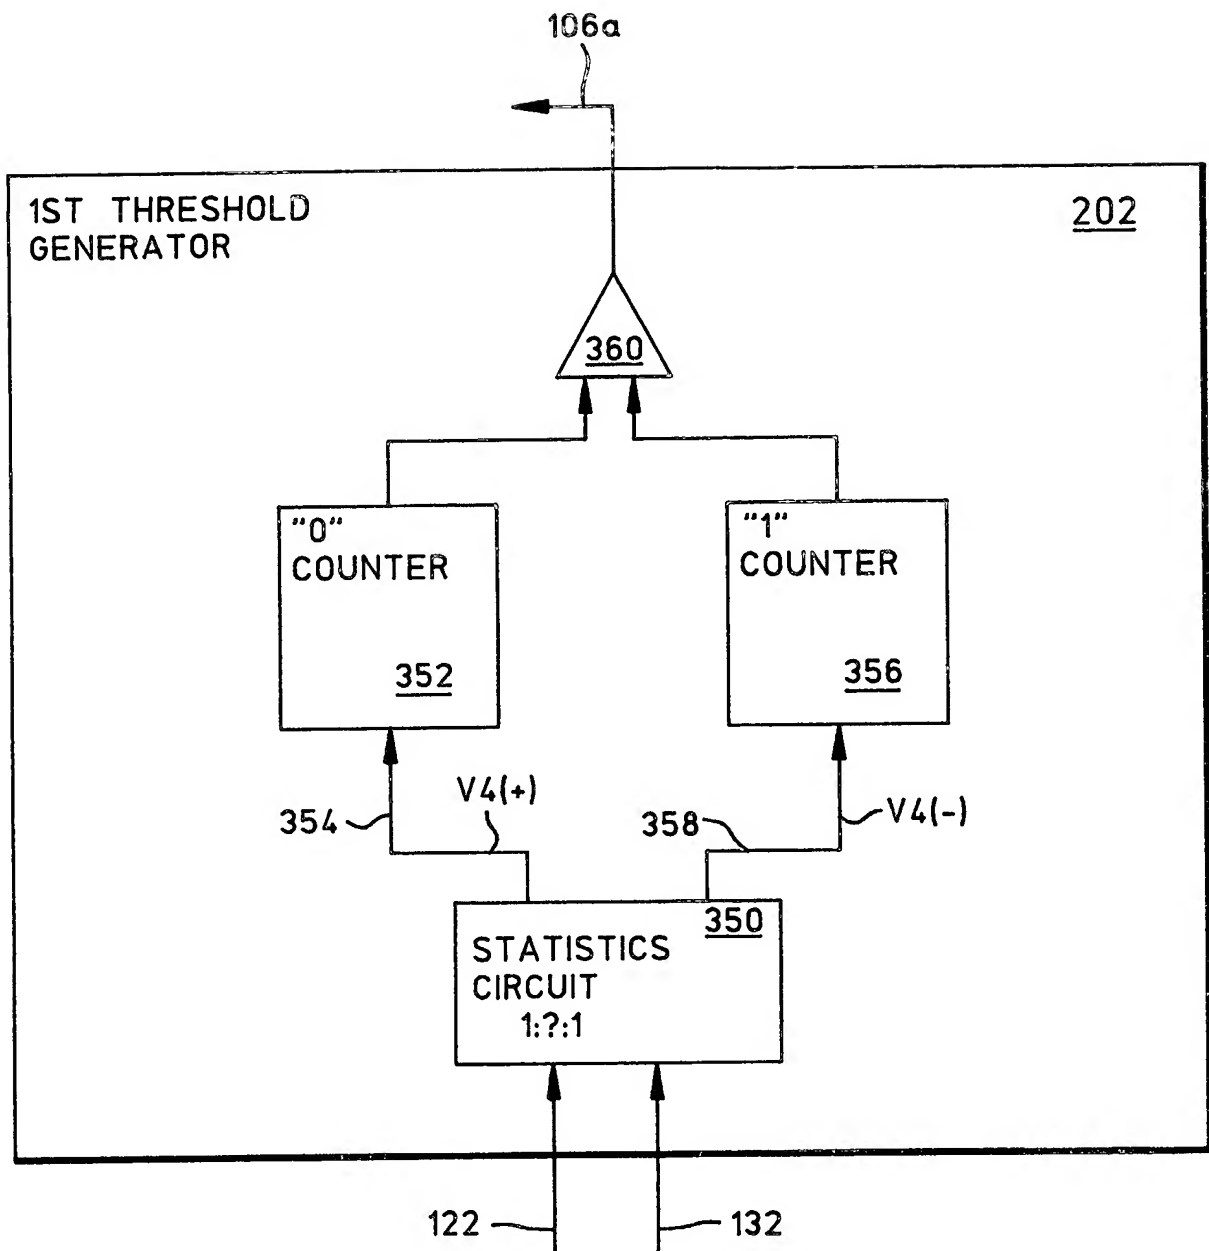 106a
1ST THRESHOLD
GENERATOR
202
360
"0"
COUNTER
352
"1"
COUNTER
356
354
V4(+)
358
V4(-)
350
STATISTICS
CIRCUIT
1:?:1
122
132